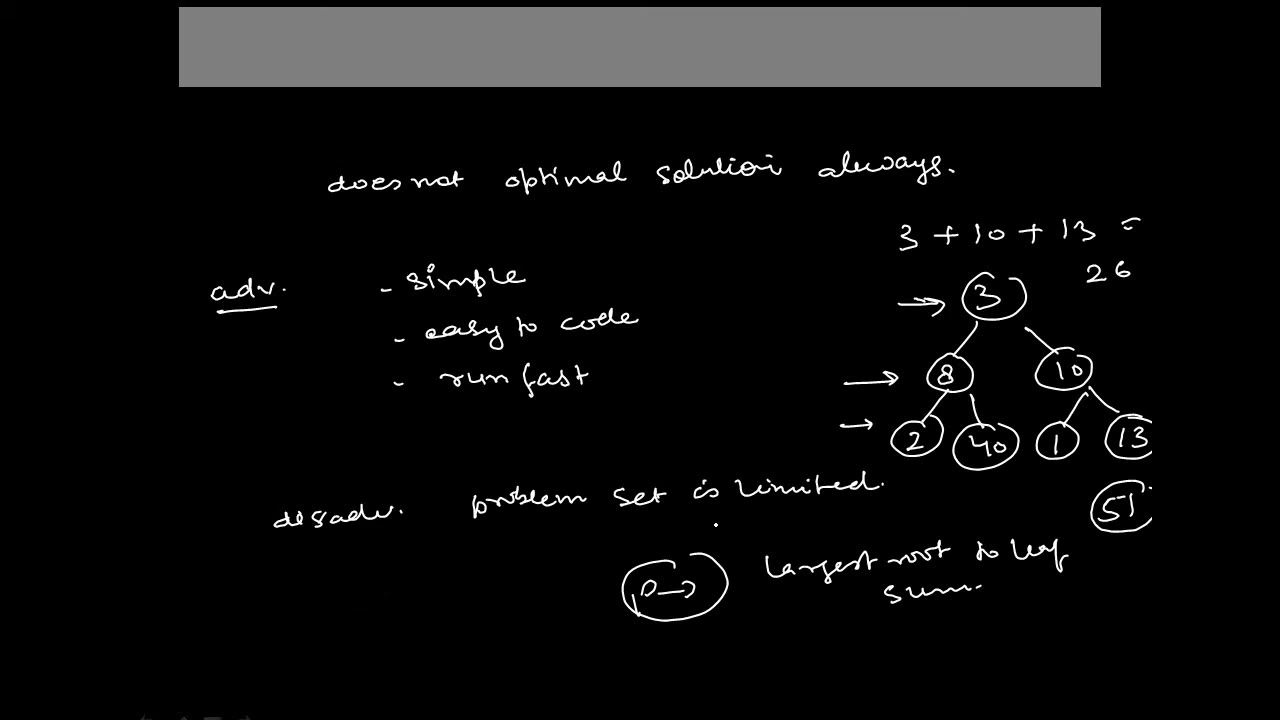 does not optimal solution always.
3 + 10 + 13 =
26
adv.
- simple
- easy to code
- run fast
3
8 10
2 40 1 13
disadv. problem set is limited.
51
P→ largest root to leaf
sum.